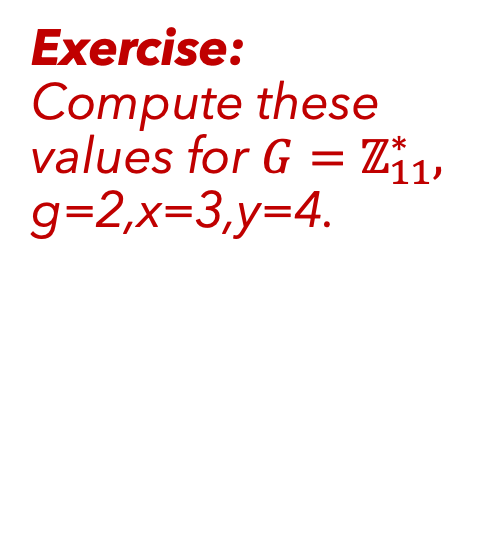 Exercise:
Compute these
values for G = ℤ*₁₁,
g=2,x=3,y=4.